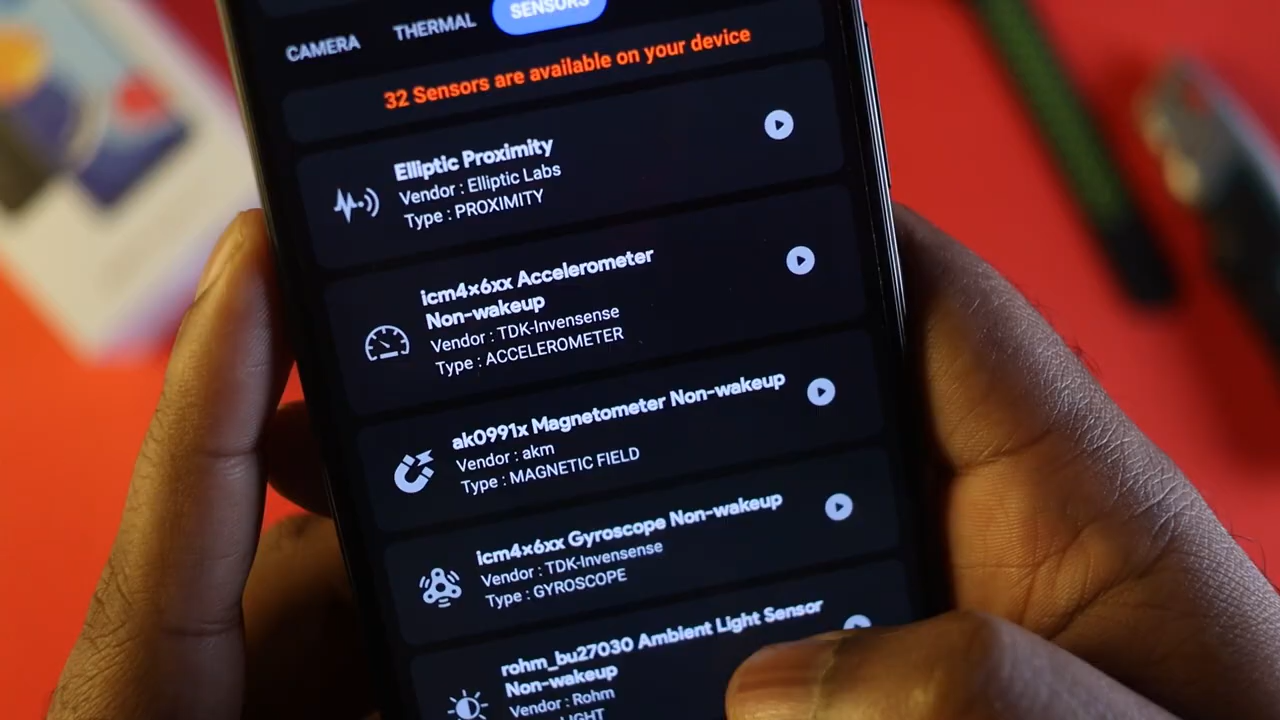 CAMERA THERMAL SENSORS
32 Sensors are available on your device
Elliptic Proximity
Vendor : Elliptic Labs
Type : PROXIMITY
icm4x6xx Accelerometer
Non-wakeup
Vendor : TDK-Invensense
Type : ACCELEROMETER
ak0991x Magnetometer Non-wakeup
Vendor : akm
Type : MAGNETIC FIELD
icm4x6xx Gyroscope Non-wakeup
Vendor : TDK-Invensense
Type : GYROSCOPE
rohm_bu27030 Ambient Light Sensor
Non-wakeup
Vendor : Rohm
LIGHT